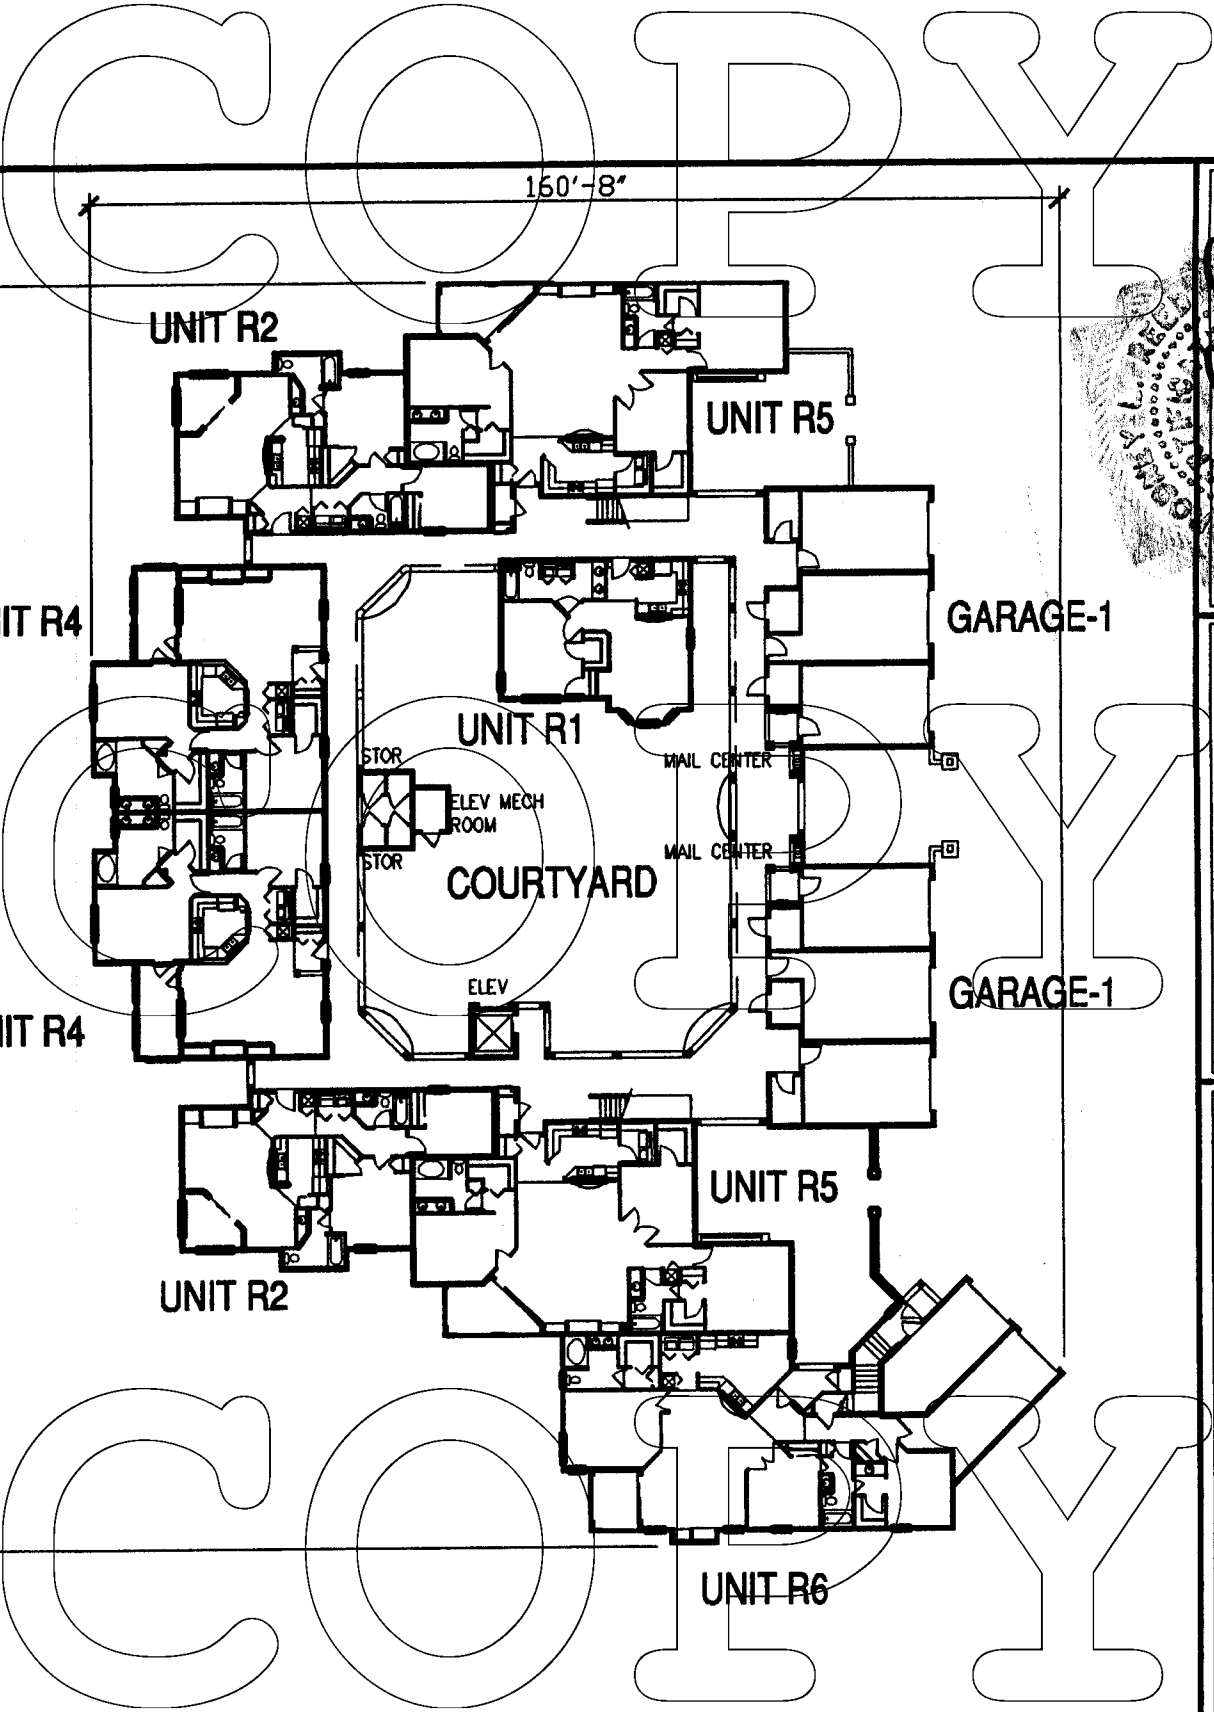 COPY
160'-8"
UNIT R2
UNIT R5
IT R4
GARAGE-1
UNIT R1
STOR
MAIL CENTER
ELEV MECH
ROOM
MAIL CENTER
STOR
COURTYARD
COPY
ELEV
GARAGE-1
IT R4
UNIT R5
UNIT R2
UNIT R6
COPY